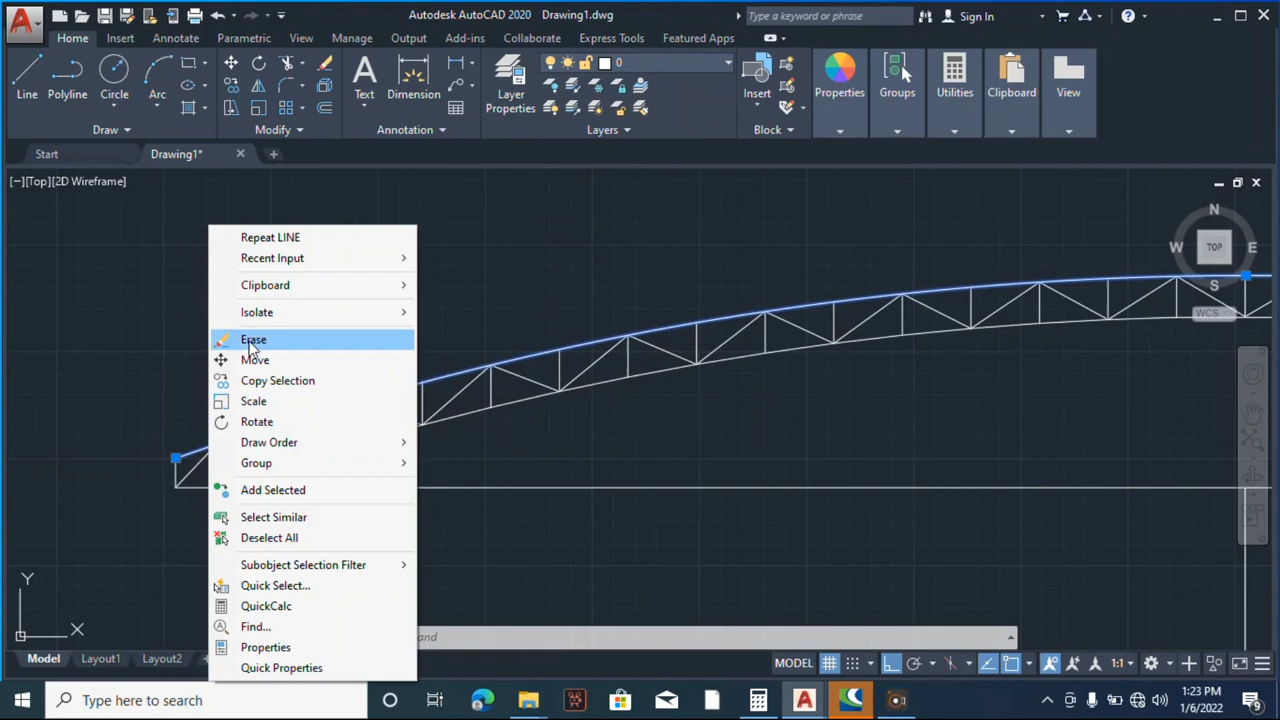 Autodesk AutoCAD 2020 Drawing1.dwg
Type a keyword or phrase
Sign In
Home Insert Annotate Parametric View Manage Output Add-ins Collaborate Express Tools Featured Apps
0
Line Polyline Circle Arc
Text Dimension
Layer Properties
Insert
Properties Groups Utilities Clipboard View
Draw Modify Annotation Layers Block
Start Drawing1*
[−][Top][2D Wireframe]
N
W TOP E
S
WCS
Repeat LINE
Recent Input
Clipboard
Isolate
Erase
Move
Copy Selection
Scale
Rotate
Draw Order
Group
Add Selected
Select Similar
Deselect All
Subobject Selection Filter
Quick Select...
QuickCalc
Find...
Properties
Quick Properties
Y
X
Model Layout1 Layout2
MODEL 1:1
Type here to search
1:23 PM
1/6/2022
9